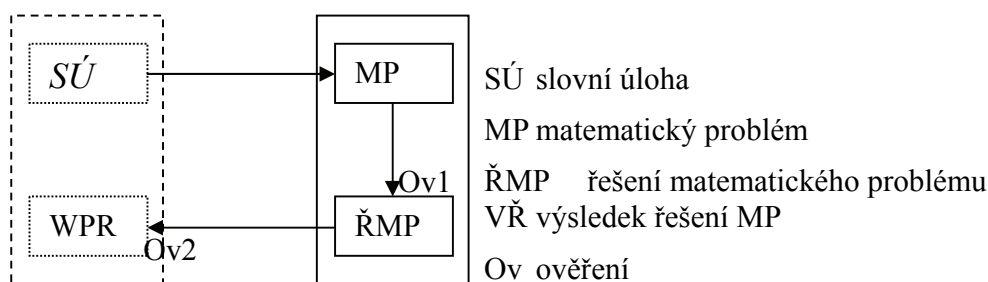 SÚ
MP
SÚ slovní úloha
MP matematický problém
Ov1
ŘMP řešení matematického problému
WPR
Ov2
ŘMP
VŘ výsledek řešení MP
Ov ověření